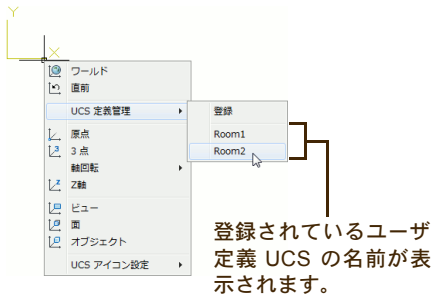 Y
X
ワールド
直前
UCS 定義管理
登録
Room1
Room2
原点
3 点
軸回転
Z軸
ビュー
面
オブジェクト
UCS アイコン設定
登録されているユーザ
定義 UCS の名前が表
示されます。